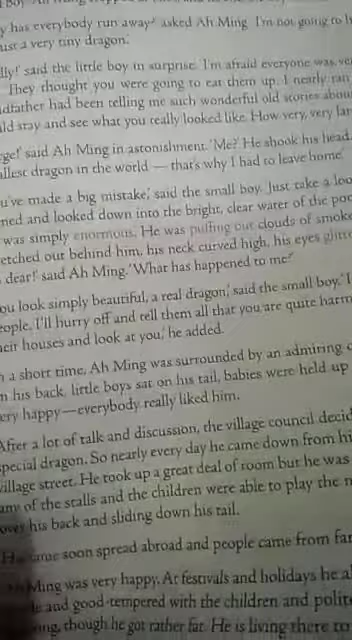 y has everybody run away?' asked Ah Ming. 'I'm not going to
ust a very tiny dragon.'
lly!' said the little boy in surprise. 'I'm afraid everyone was
They thought you were going to eat them up. I nearly ran
dfather had been telling me such wonderful old stories abou
ld stay and see what you really looked like. How very, very lar
rge!' said Ah Ming in astonishment. 'Me?' He shook his head.
allest dragon in the world — that's why I had to leave home.'
u've made a big mistake,' said the small boy. 'Just take a loo
ned and looked down into the bright, clear water of the poo
was simply enormous. He was puffing out clouds of smoke
etched out behind him, his neck curved high, his eyes glitte
dear!' said Ah Ming. 'What has happened to me?'
ou look simply beautiful, a real dragon,' said the small boy. 'I
eople. I'll hurry off and tell them all that you are quite harm
eir houses and look at you,' he added.
n a short time, Ah Ming was surrounded by an admiring c
n his back, little boys sat on his tail, babies were held up
ery happy—everybody really liked him.
After a lot of talk and discussion, the village council decid
special dragon. So nearly every day he came down from hi
village street. He took up a great deal of room but he was
any of the stalls and the children were able to play the
over his back and sliding down his tail.
soon spread abroad and people came from far
Ming was very happy. At festivals and holidays he
and good-tempered with the children and
though he got rather fat. He is living there to